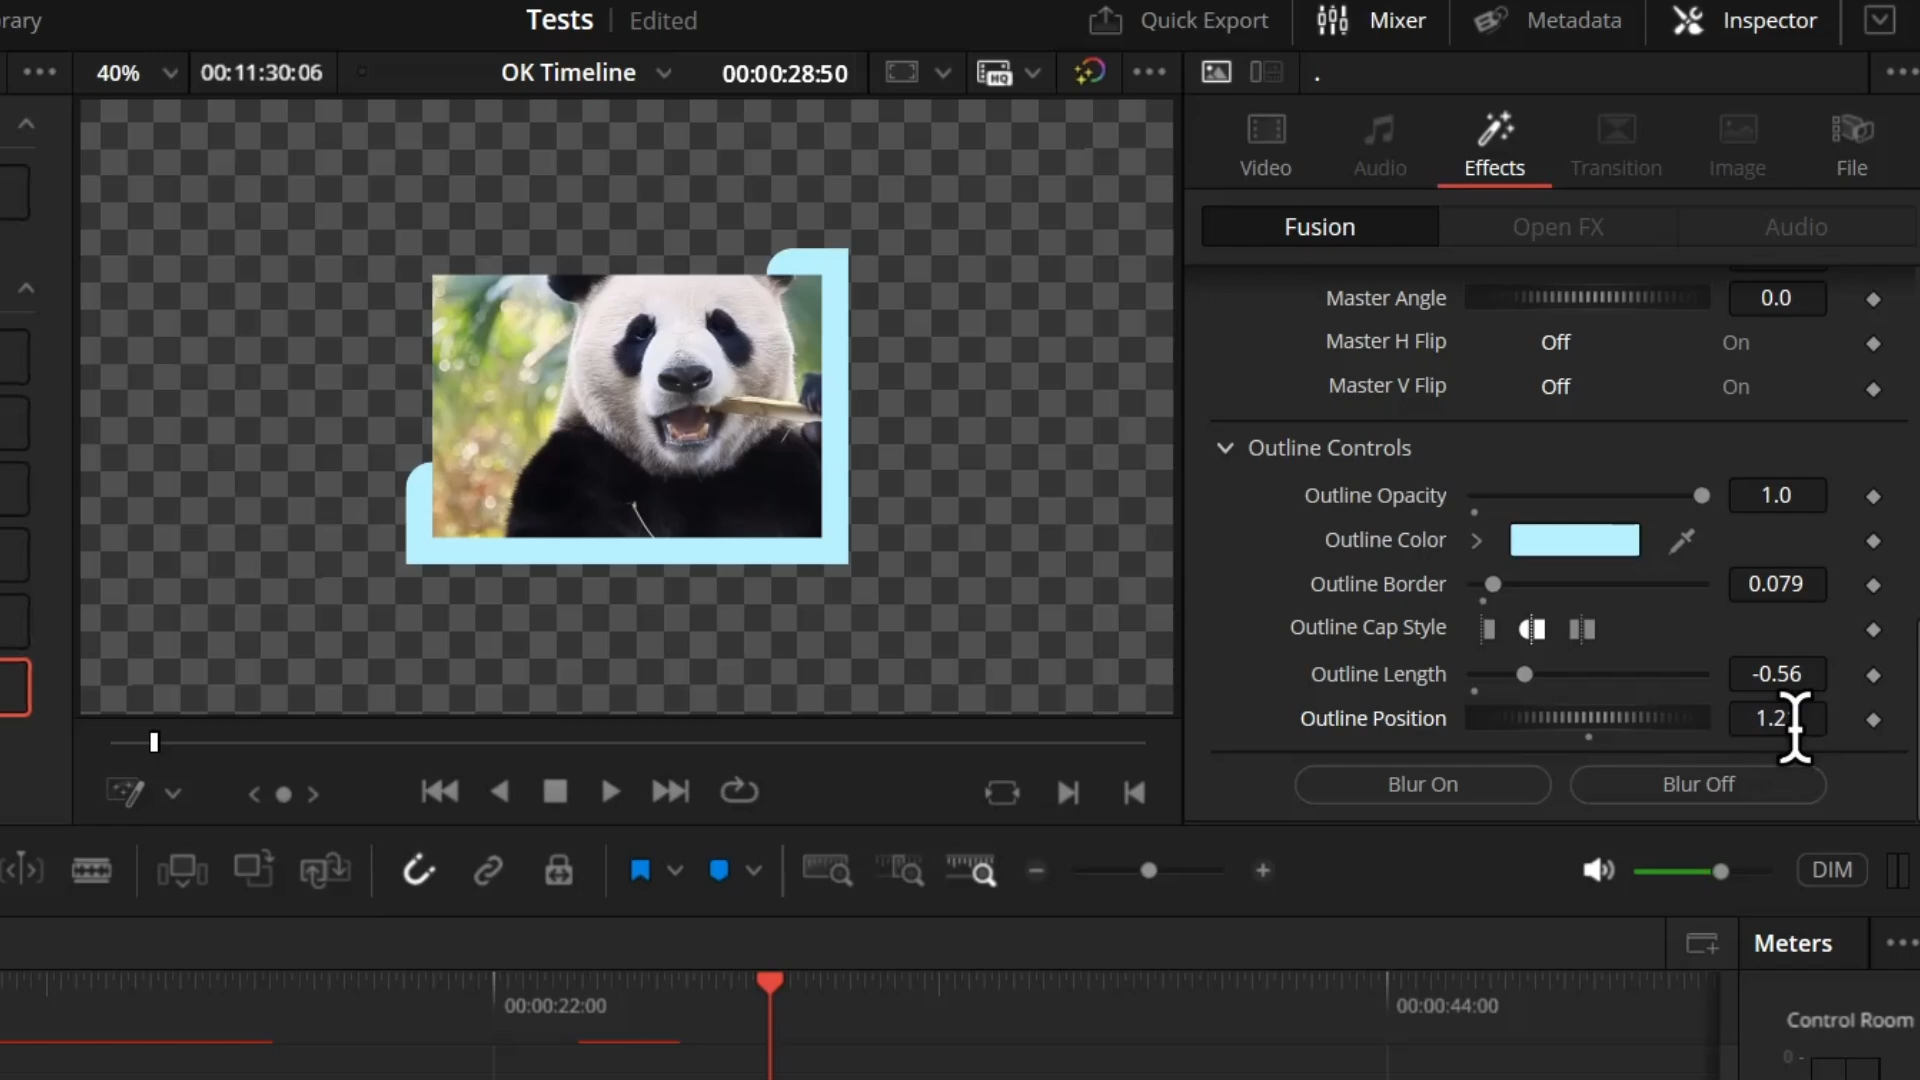 rary
Tests
Edited
Quick Export
Mixer
Metadata
Inspector
40%
00:11:30:06
OK Timeline
00:00:28:50
HQ
.
Video
Audio
Effects
Transition
Image
File
Fusion
Open FX
Audio
Master Angle
0.0
Master H Flip
Off
On
Master V Flip
Off
On
Outline Controls
Outline Opacity
1.0
Outline Color
Outline Border
0.079
Outline Cap Style
Outline Length
-0.56
Outline Position
1.2
Blur On
Blur Off
DIM
Meters
00:00:22:00
00:00:44:00
Control Room
0 -